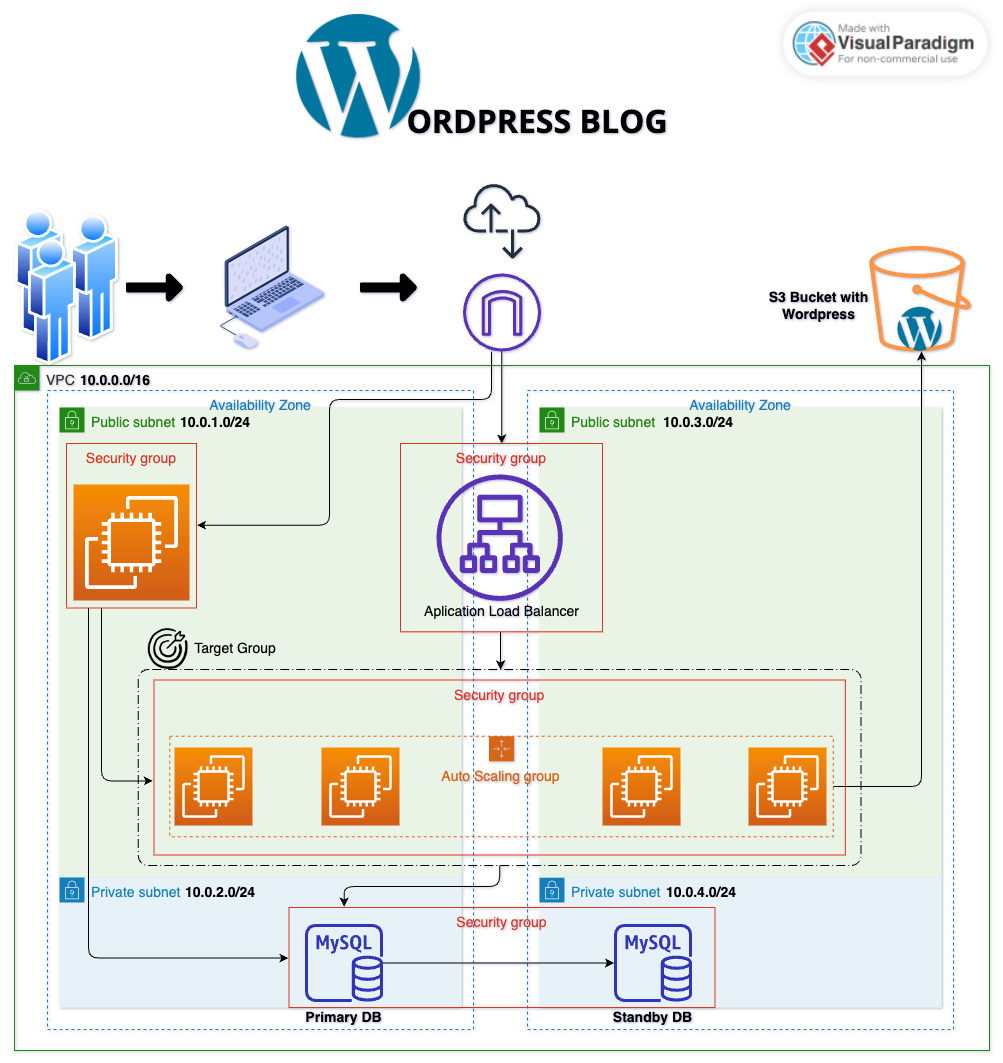 Made with
Visual Paradigm
For non-commercial use
WORDPRESS BLOG
S3 Bucket with
Wordpress
VPC 10.0.0.0/16
Availability Zone
Availability Zone
Public subnet 10.0.1.0/24
Public subnet 10.0.3.0/24
Security group
Security group
Aplication Load Balancer
Target Group
Security group
Auto Scaling group
Private subnet 10.0.2.0/24
Private subnet 10.0.4.0/24
Security group
MySQL
MySQL
Primary DB
Standby DB